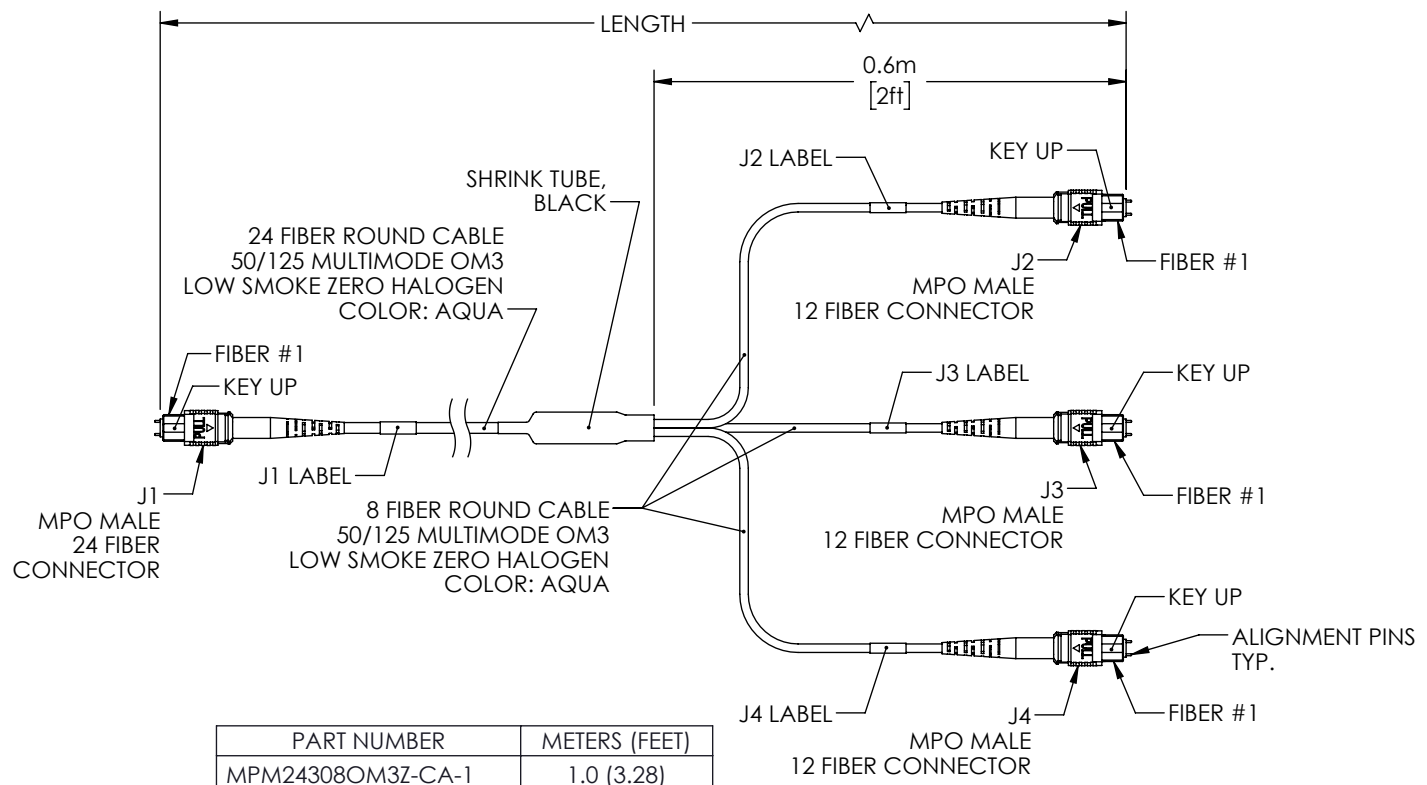 LENGTH
0.6m
[2ft]
J2 LABEL
KEY UP
SHRINK TUBE,
BLACK
24 FIBER ROUND CABLE
50/125 MULTIMODE OM3
LOW SMOKE ZERO HALOGEN
COLOR: AQUA
PULL
J2
MPO MALE
12 FIBER CONNECTOR
FIBER #1
FIBER #1
KEY UP
PULL
J1 LABEL
J1
MPO MALE
24 FIBER
CONNECTOR
J3 LABEL
KEY UP
PULL
J3
MPO MALE
12 FIBER CONNECTOR
FIBER #1
8 FIBER ROUND CABLE
50/125 MULTIMODE OM3
LOW SMOKE ZERO HALOGEN
COLOR: AQUA
KEY UP
ALIGNMENT PINS
TYP.
PULL
J4 LABEL
J4
MPO MALE
12 FIBER CONNECTOR
FIBER #1
PART NUMBER METERS (FEET)
MPM24308OM3Z-CA-1 1.0 (3.28)